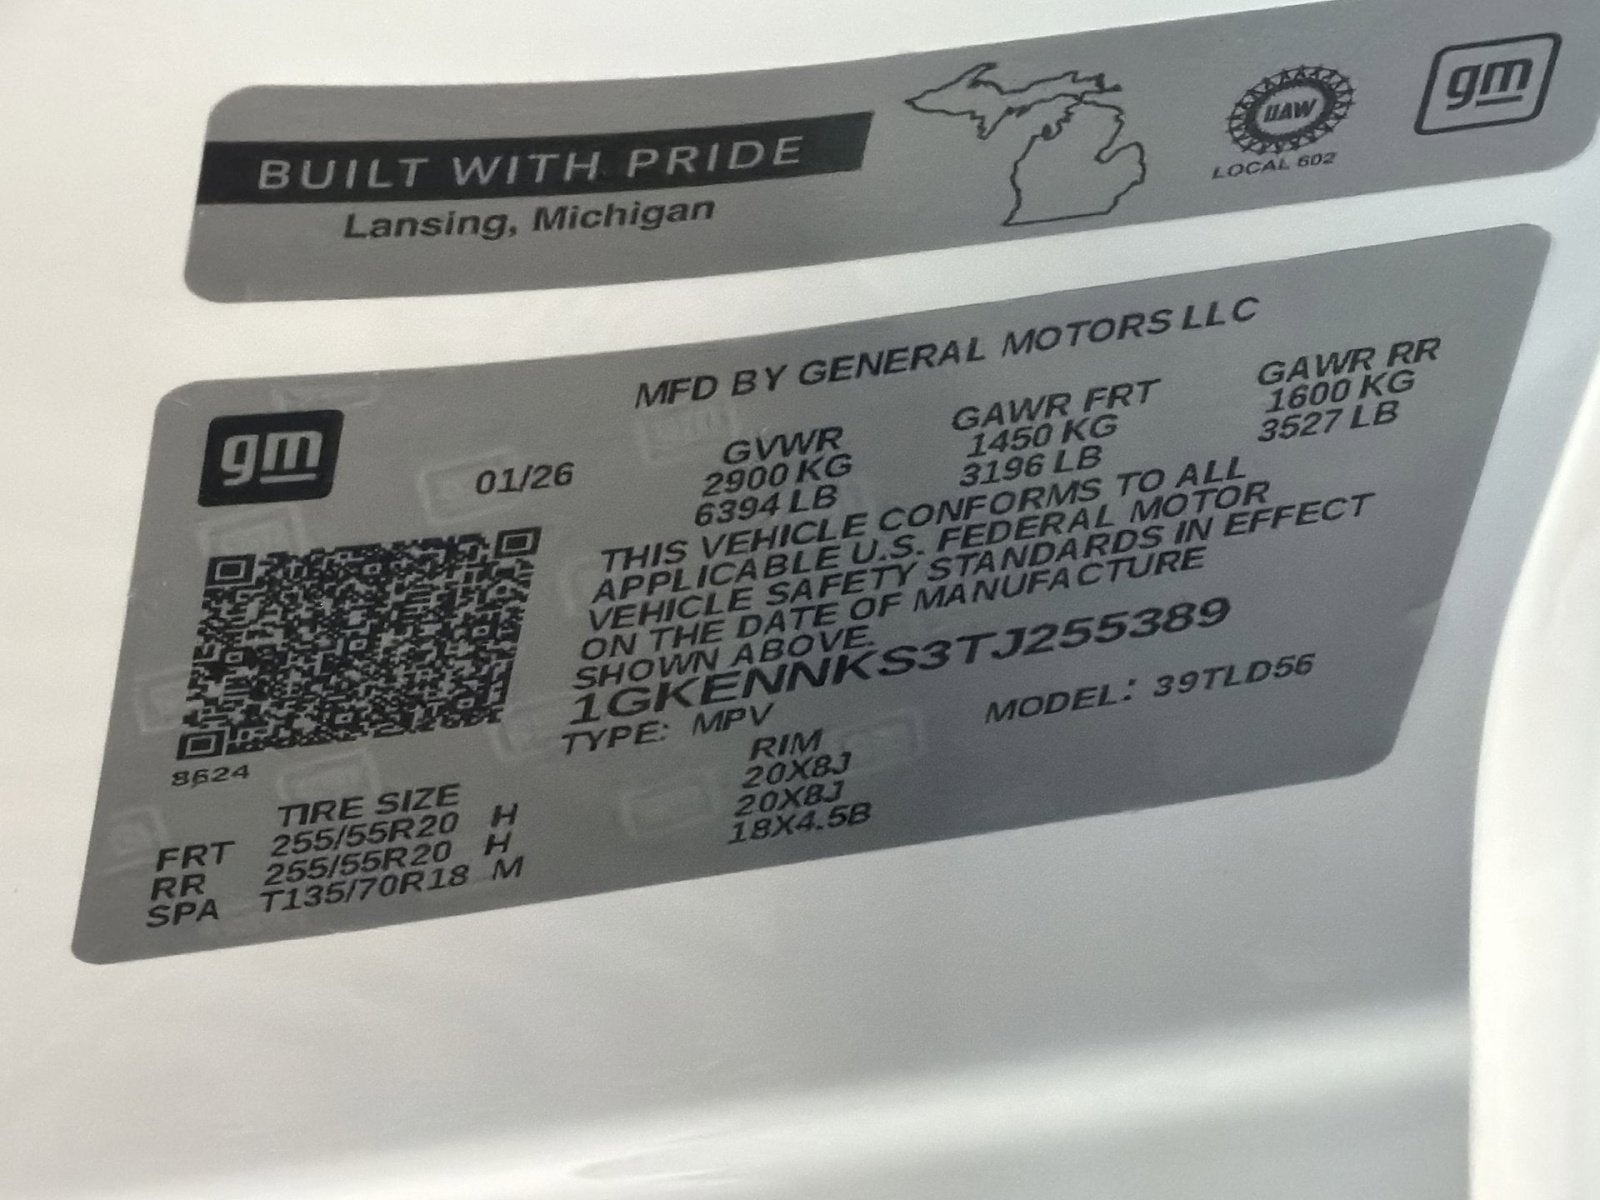 BUILT WITH PRIDE
Lansing, Michigan
UAW
LOCAL 602
gm
MFD BY GENERAL MOTORS LLC
gm
01/26
GVWR GAWR FRT GAWR RR
2900 KG 1450 KG 1600 KG
6394 LB 3196 LB 3527 LB
THIS VEHICLE CONFORMS TO ALL
APPLICABLE U.S. FEDERAL MOTOR
VEHICLE SAFETY STANDARDS IN EFFECT
ON THE DATE OF MANUFACTURE
SHOWN ABOVE.
1GKENNKS3TJ255389
TYPE: MPV MODEL: 39TLD56
8624
TIRE SIZE RIM
FRT 255/55R20 H 20X8J
RR 255/55R20 H 20X8J
SPA T135/70R18 M 18X4.5B